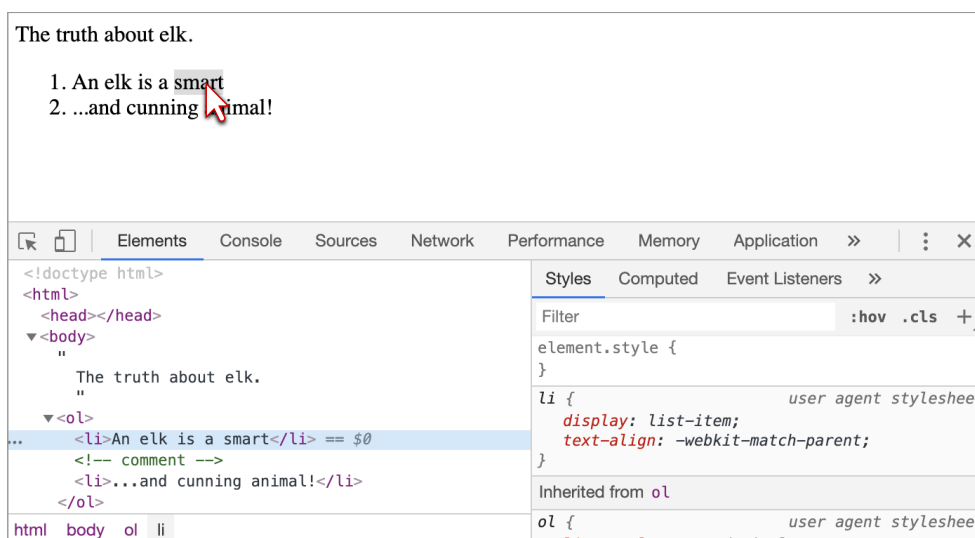 The truth about elk.
1. An elk is a smart
2. ...and cunning animal!
Elements Console Sources Network Performance Memory Application »
<!doctype html>
<html>
<head></head>
▼<body>
"
The truth about elk.
"
▼<ol>
... <li>An elk is a smart</li> == $0
<!-- comment -->
<li>...and cunning animal!</li>
</ol>
html body ol li
Styles Computed Event Listeners »
Filter :hov .cls +
element.style {
}
li { user agent styleshee
display: list-item;
text-align: -webkit-match-parent;
}
Inherited from ol
ol { user agent styleshee